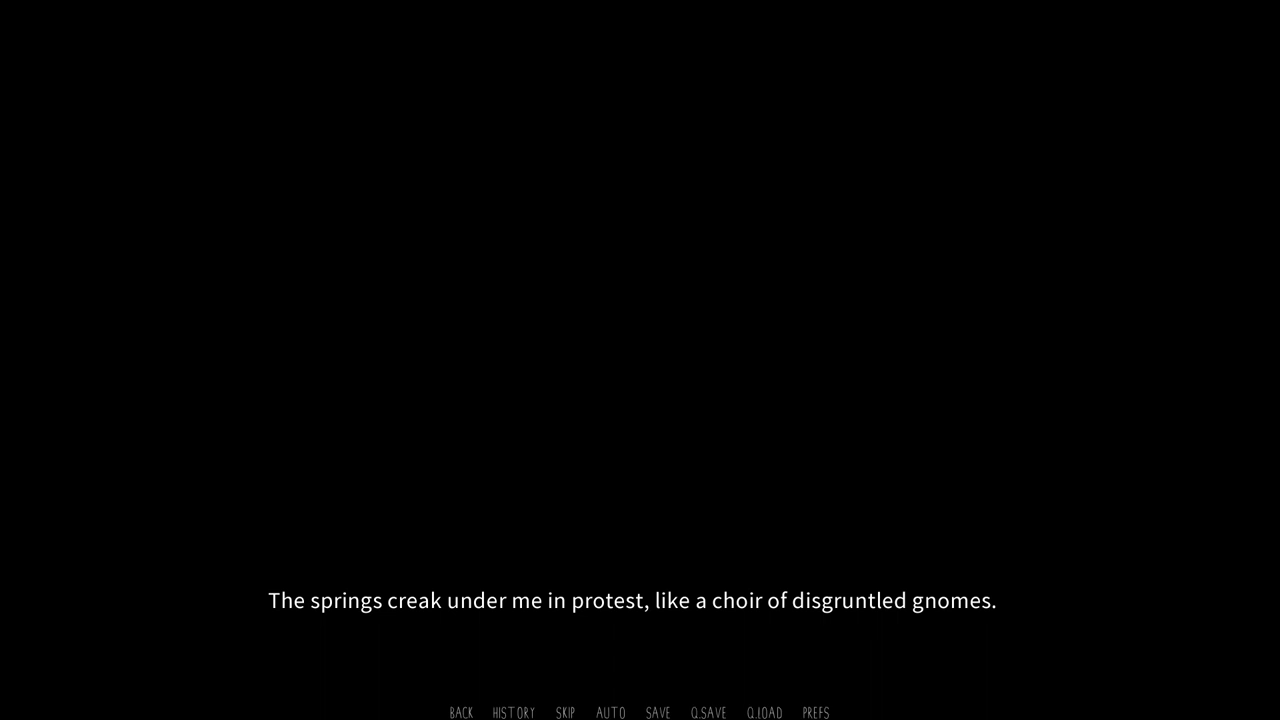 The springs creak under me in protest, like a choir of disgruntled gnomes.
BACK HISTORY SKIP AUTO SAVE Q.SAVE Q.LOAD PREFS